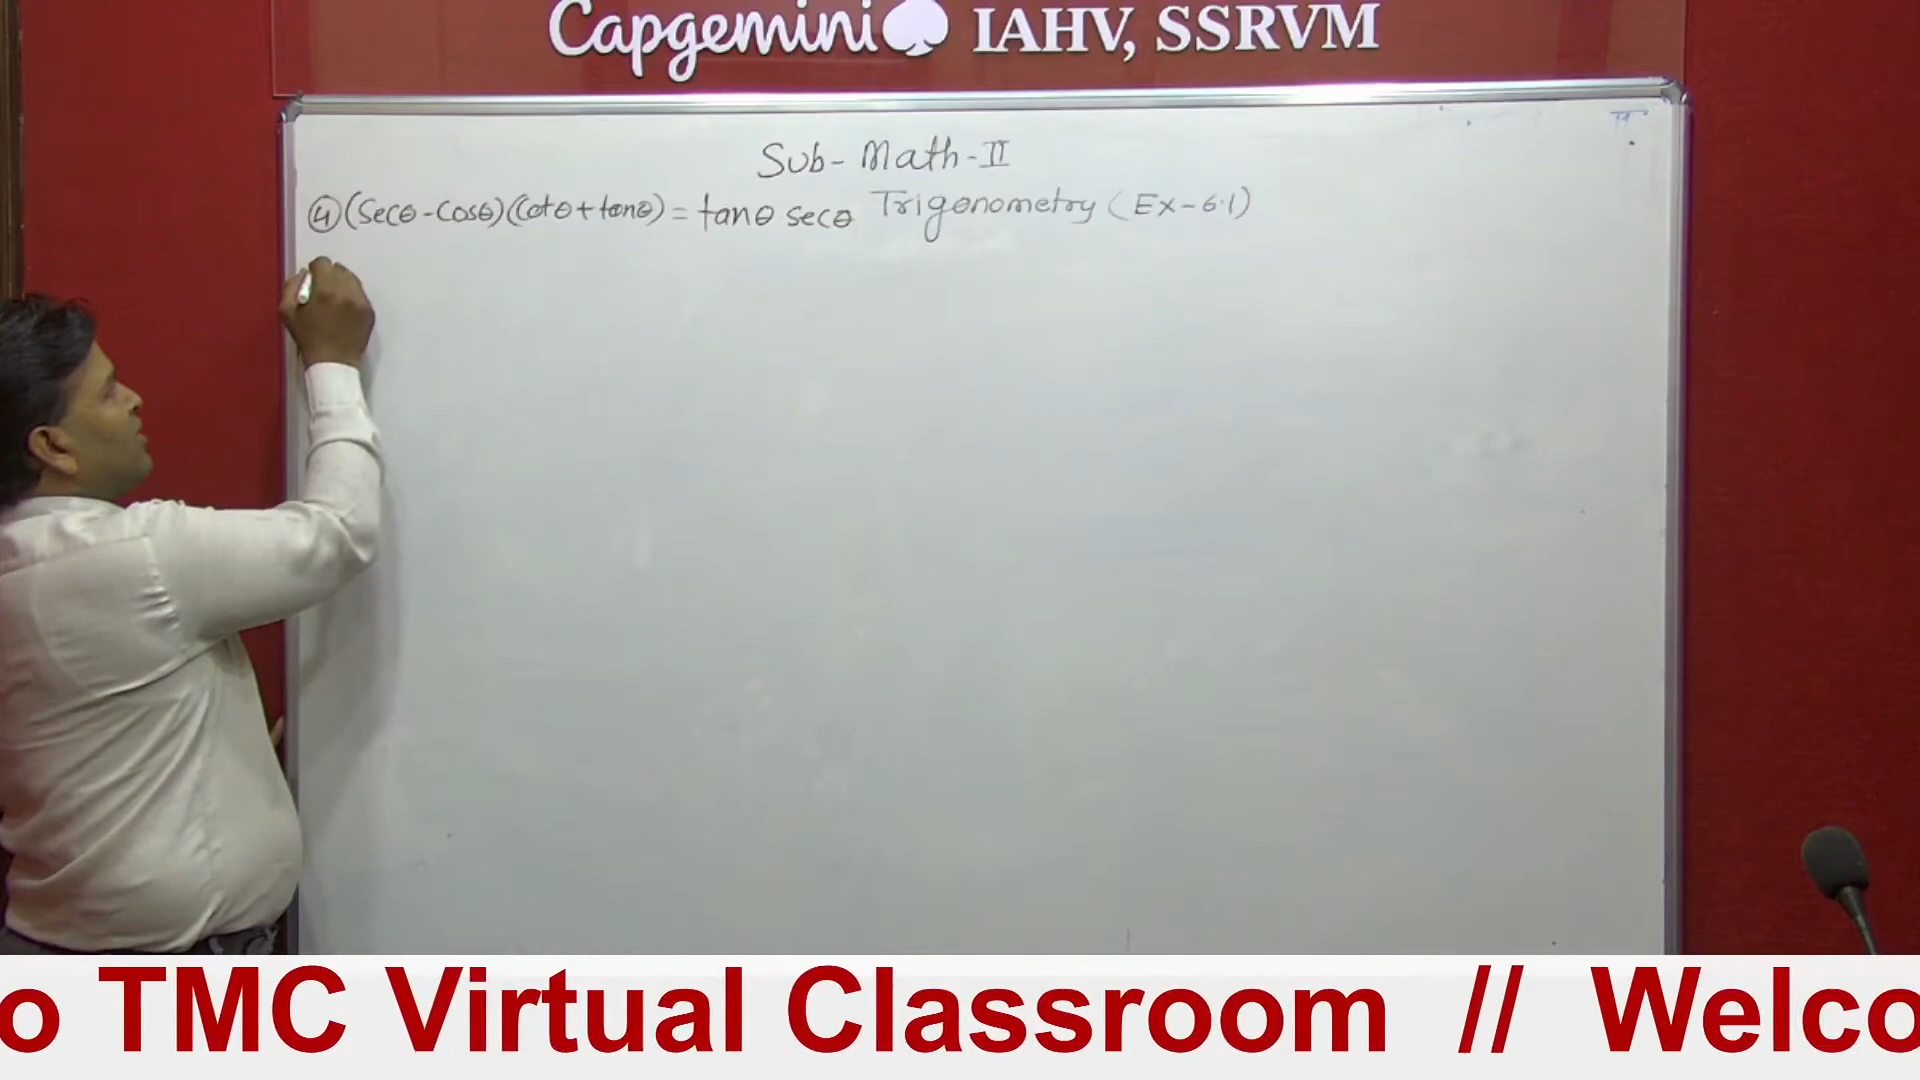 Capgemini IAHV, SSRVM
Sub- Math-II
④ (Secθ - Cosθ)(Cotθ + tanθ) = tanθ secθ Trigonometry (Ex-6.1)
o TMC Virtual Classroom // Welco